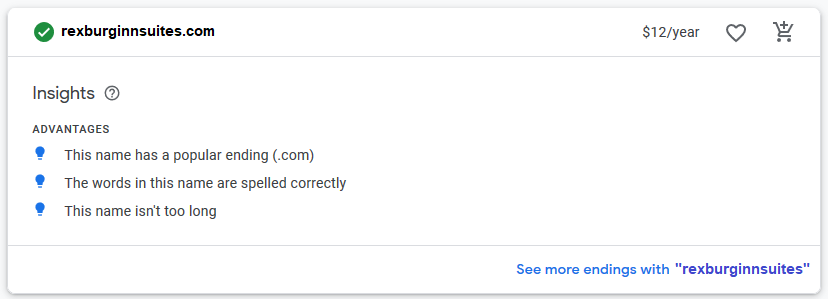 rexburginnsuites.com $12/year
Insights
ADVANTAGES
This name has a popular ending (.com)
The words in this name are spelled correctly
This name isn't too long
See more endings with "rexburginnsuites"